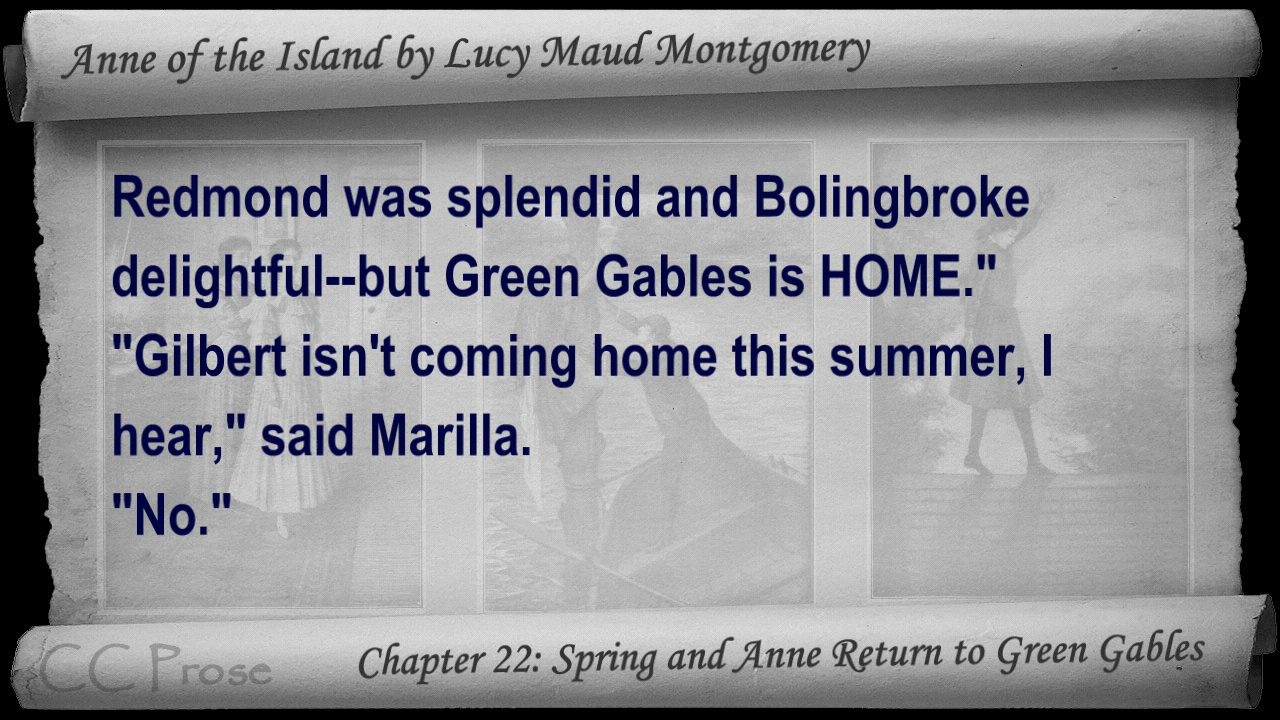 Anne of the Island by Lucy Maud Montgomery
Redmond was splendid and Bolingbroke
delightful--but Green Gables is HOME."
"Gilbert isn't coming home this summer, I
hear," said Marilla.
"No."
CC Prose
Chapter 22: Spring and Anne Return to Green Gables